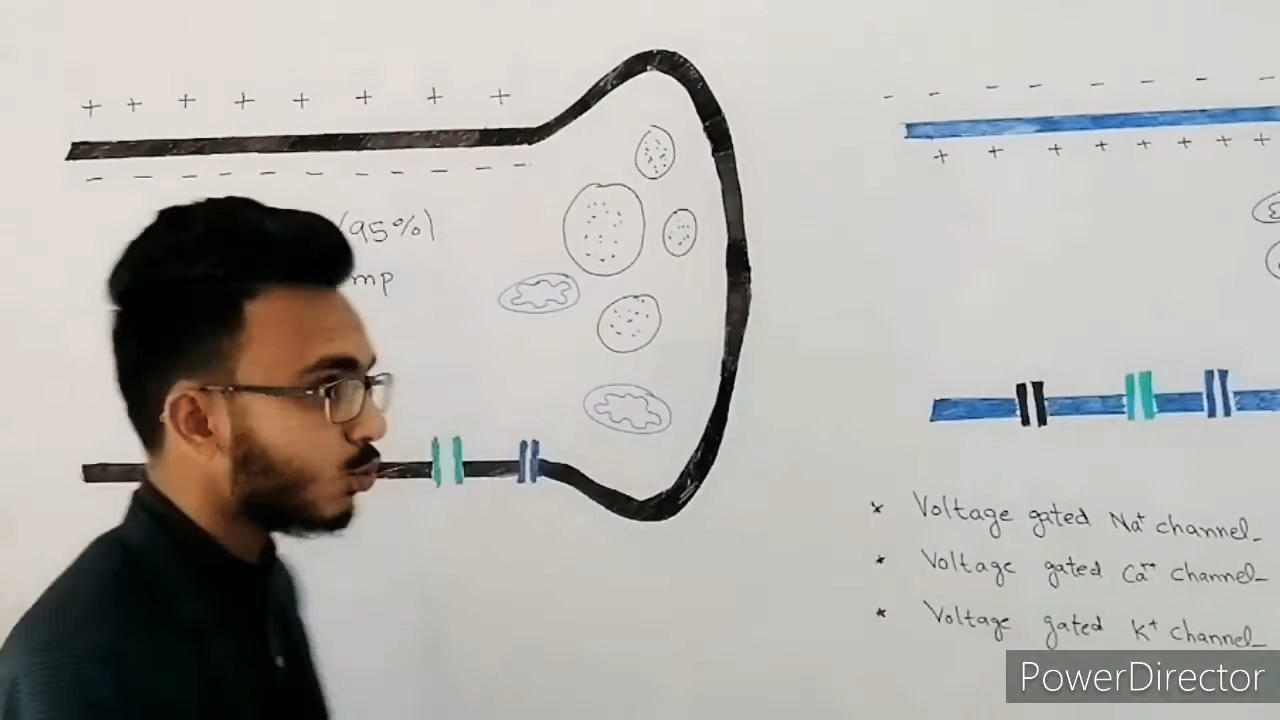 + + + + + + + +
- - - - - - - - -
(95%)
mp
- - - - - - -
+ + + + + + + +
* Voltage gated Na+ channel-
* Voltage gated Ca++ channel-
* Voltage gated K+ channel-
PowerDirector